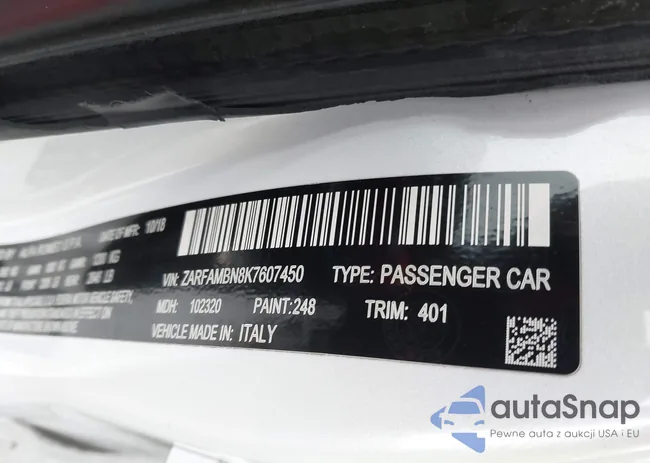 DATE OF MFR: 10/18
VIN: ZARFAMBN8K7607450 TYPE: PASSENGER CAR
MDH: 102320 PAINT:248 TRIM: 401
VEHICLE MADE IN: ITALY
autaSnap
Pewne auta z aukcji USA i EU